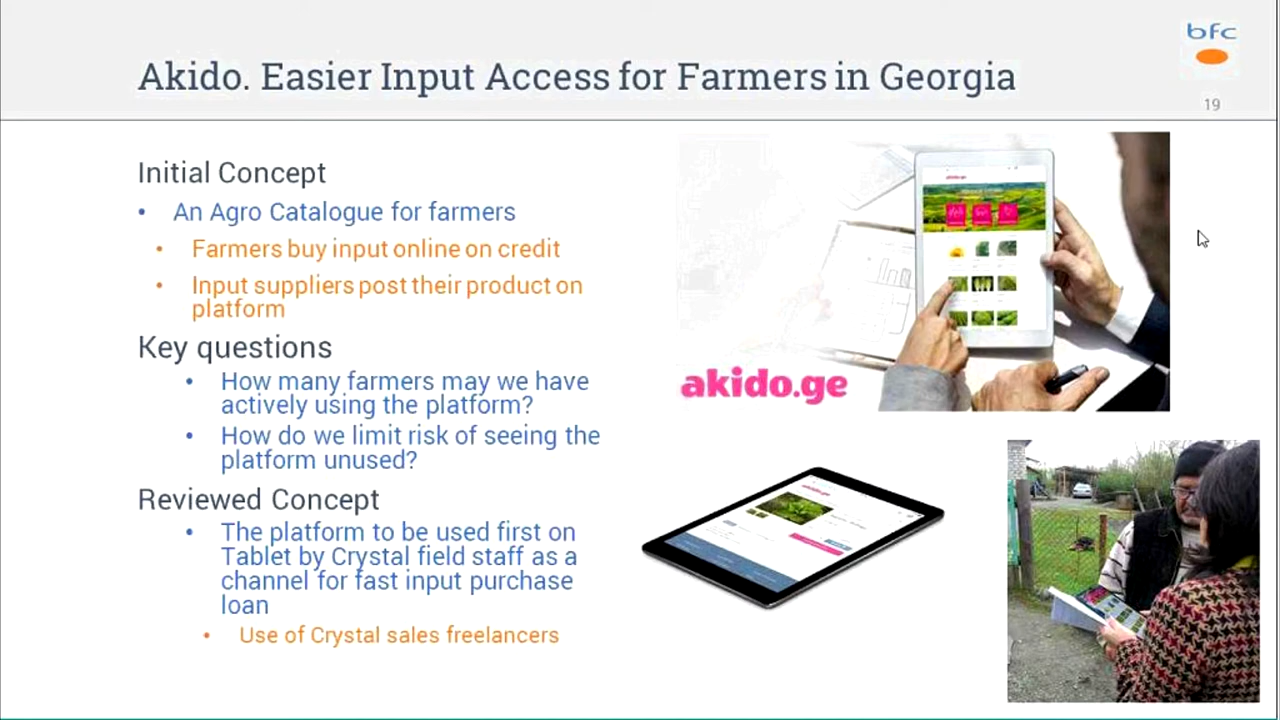 bfc
Akido. Easier Input Access for Farmers in Georgia
19
Initial Concept
• An Agro Catalogue for farmers
• Farmers buy input online on credit
• Input suppliers post their product on
platform
Key questions
• How many farmers may we have
actively using the platform?
• How do we limit risk of seeing the
platform unused?
Reviewed Concept
• The platform to be used first on
Tablet by Crystal field staff as a
channel for fast input purchase
loan
• Use of Crystal sales freelancers
akido.ge
akido.ge
akido.ge